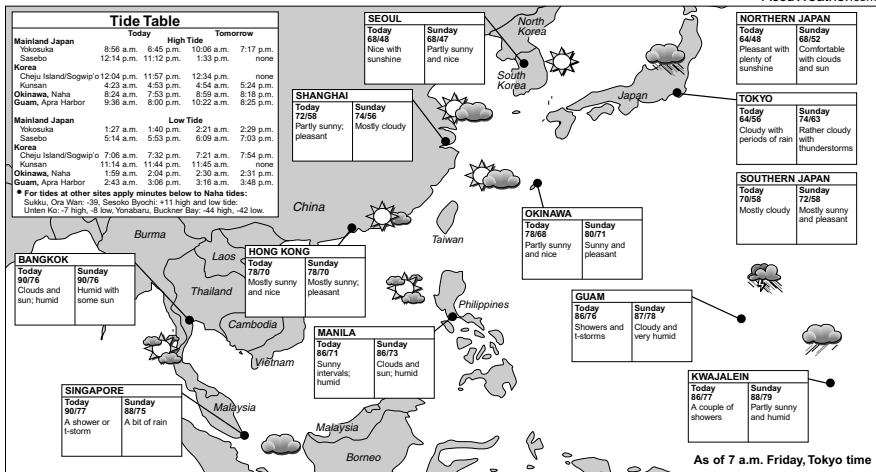 Tide Table
Today Tomorrow
Mainland Japan High Tide
Yokosuka 8:56 a.m. 6:45 p.m. 10:06 a.m. 7:17 p.m.
Sasebo 12:14 p.m. 11:12 p.m. 1:33 p.m. none
Korea
Cheju Island/Sogwip'o 12:04 p.m. 11:57 p.m. 12:34 p.m. none
Kunsan 4:23 a.m. 4:53 p.m. 4:54 a.m. 5:24 p.m.
Okinawa, Naha 8:24 a.m. 7:53 p.m. 8:59 a.m. 8:18 p.m.
Guam, Apra Harbor 9:36 a.m. 8:00 p.m. 10:22 a.m. 8:25 p.m.
Mainland Japan Low Tide
Yokosuka 1:27 a.m. 1:40 p.m. 2:21 a.m. 2:29 p.m.
Sasebo 5:14 a.m. 5:53 p.m. 6:09 a.m. 7:03 p.m.
Korea
Cheju Island/Sogwip'o 7:06 a.m. 7:32 p.m. 7:21 a.m. 7:54 p.m.
Kunsan 11:14 a.m. 11:44 p.m. 11:45 a.m. none
Okinawa, Naha 1:59 a.m. 2:04 p.m. 2:30 a.m. 2:31 p.m.
Guam, Apra Harbor 2:43 a.m. 3:06 p.m. 3:16 a.m. 3:48 p.m.
• For tides at other sites apply minutes below to Naha tides:
Sukku, Ora Wan: -39, Sesoko Byochi: +11 high and low tide:
Unten Ko: -7 high, -8 low, Yonabaru, Buckner Bay: -44 high, -42 low.
SEOUL
Today Sunday
68/48 68/47
Nice with Partly sunny
sunshine and nice
North
Korea
South
Korea
Japan
NORTHERN JAPAN
Today Sunday
64/48 68/52
Pleasant with Comfortable
plenty of with clouds
sunshine and sun
SHANGHAI
Today Sunday
72/58 74/56
Partly sunny; Mostly cloudy
pleasant
TOKYO
Today Sunday
64/56 74/63
Cloudy with Rather cloudy
periods of rain with
thunderstorms
SOUTHERN JAPAN
Today Sunday
70/58 72/58
Mostly cloudy Mostly sunny
and pleasant
China
Taiwan
OKINAWA
Today Sunday
78/68 80/71
Partly sunny Sunny and
and nice pleasant
Burma
Laos
Thailand
Cambodia
Vietnam
BANGKOK
Today Sunday
90/76 90/76
Clouds and Humid with
sun; humid some sun
HONG KONG
Today Sunday
78/70 78/70
Mostly sunny Mostly sunny;
and nice pleasant
Philippines
MANILA
Today Sunday
86/71 86/73
Sunny Clouds and
intervals; sun; humid
humid
GUAM
Today Sunday
86/76 87/78
Showers and Cloudy and
t-storms very humid
SINGAPORE
Today Sunday
90/77 88/75
A shower or A bit of rain
t-storm
Malaysia
Malaysia
Borneo
KWAJALEIN
Today Sunday
86/77 88/79
A couple of Partly sunny
showers and humid
As of 7 a.m. Friday, Tokyo time